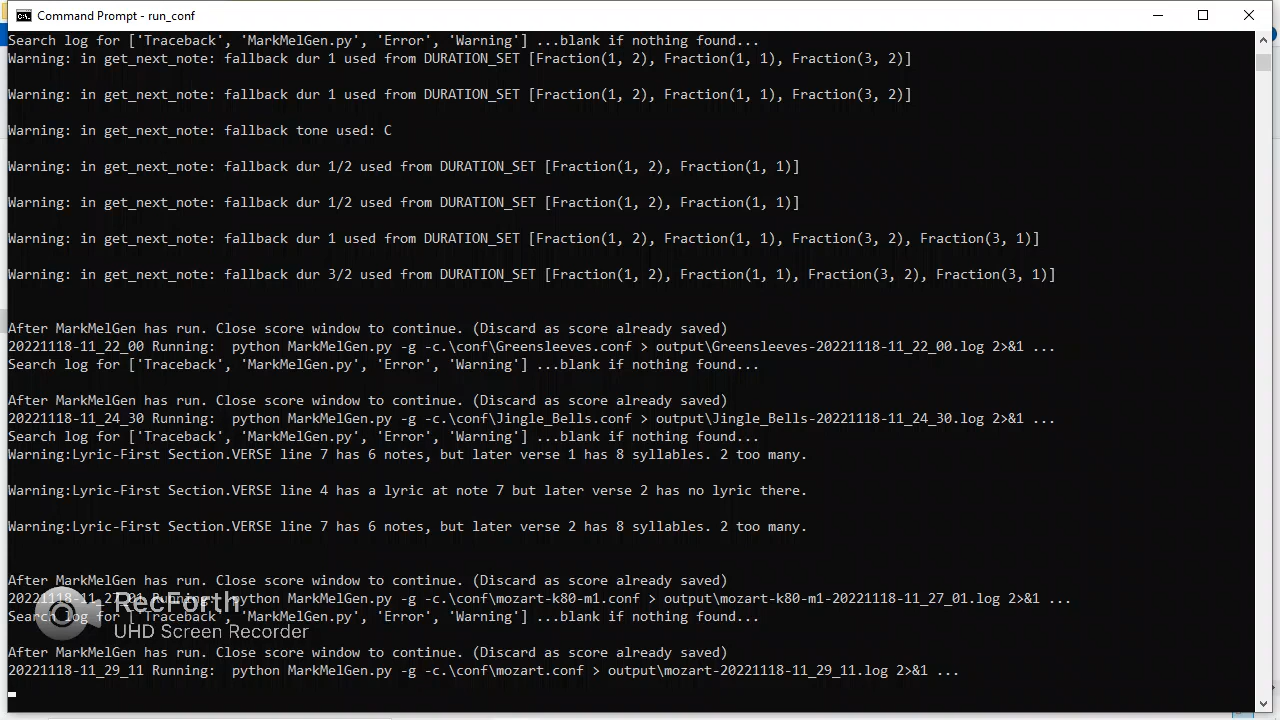 Command Prompt - run_conf
Search log for ['Traceback', 'MarkMelGen.py', 'Error', 'Warning'] ...blank if nothing found...
Warning: in get_next_note: fallback dur 1 used from DURATION_SET [Fraction(1, 2), Fraction(1, 1), Fraction(3, 2)]
Warning: in get_next_note: fallback dur 1 used from DURATION_SET [Fraction(1, 2), Fraction(1, 1), Fraction(3, 2)]
Warning: in get_next_note: fallback tone used: C
Warning: in get_next_note: fallback dur 1/2 used from DURATION_SET [Fraction(1, 2), Fraction(1, 1)]
Warning: in get_next_note: fallback dur 1/2 used from DURATION_SET [Fraction(1, 2), Fraction(1, 1)]
Warning: in get_next_note: fallback dur 1 used from DURATION_SET [Fraction(1, 2), Fraction(1, 1), Fraction(3, 2), Fraction(3, 1)]
Warning: in get_next_note: fallback dur 3/2 used from DURATION_SET [Fraction(1, 2), Fraction(1, 1), Fraction(3, 2), Fraction(3, 1)]
After MarkMelGen has run. Close score window to continue. (Discard as score already saved)
20221118-11_22_00 Running:  python MarkMelGen.py -g -c.\conf\Greensleeves.conf > output\Greensleeves-20221118-11_22_00.log 2>&1 ...
Search log for ['Traceback', 'MarkMelGen.py', 'Error', 'Warning'] ...blank if nothing found...
After MarkMelGen has run. Close score window to continue. (Discard as score already saved)
20221118-11_24_30 Running:  python MarkMelGen.py -g -c.\conf\Jingle_Bells.conf > output\Jingle_Bells-20221118-11_24_30.log 2>&1 ...
Search log for ['Traceback', 'MarkMelGen.py', 'Error', 'Warning'] ...blank if nothing found...
Warning:Lyric-First Section.VERSE line 7 has 6 notes, but later verse 1 has 8 syllables. 2 too many.
Warning:Lyric-First Section.VERSE line 4 has a lyric at note 7 but later verse 2 has no lyric there.
Warning:Lyric-First Section.VERSE line 7 has 6 notes, but later verse 2 has 8 syllables. 2 too many.
After MarkMelGen has run. Close score window to continue. (Discard as score already saved)
20221118-11_27_01 Running:  python MarkMelGen.py -g -c.\conf\mozart-k80-m1.conf > output\mozart-k80-m1-20221118-11_27_01.log 2>&1 ...
RecForth
Search log for ['Traceback', 'MarkMelGen.py', 'Error', 'Warning'] ...blank if nothing found...
UHD Screen Recorder
After MarkMelGen has run. Close score window to continue. (Discard as score already saved)
20221118-11_29_11 Running:  python MarkMelGen.py -g -c.\conf\mozart.conf > output\mozart-20221118-11_29_11.log 2>&1 ...